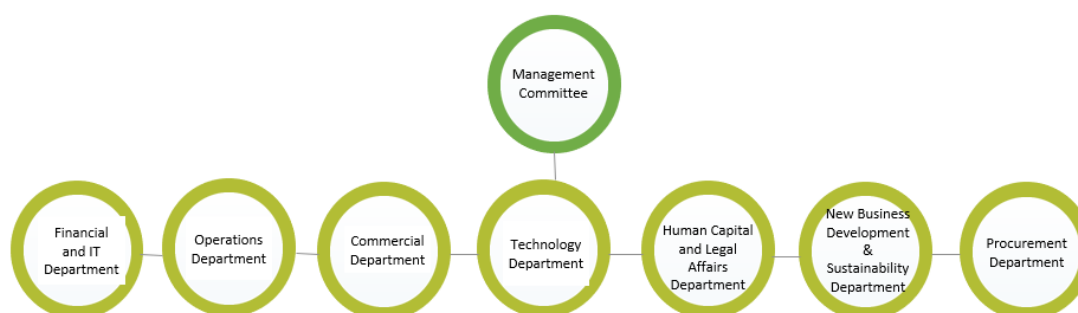 Management
Committee
Financial
and IT
Department
Operations
Department
Commercial
Department
Technology
Department
Human Capital
and Legal
Affairs
Department
New Business
Development
&
Sustainability
Department
Procurement
Department